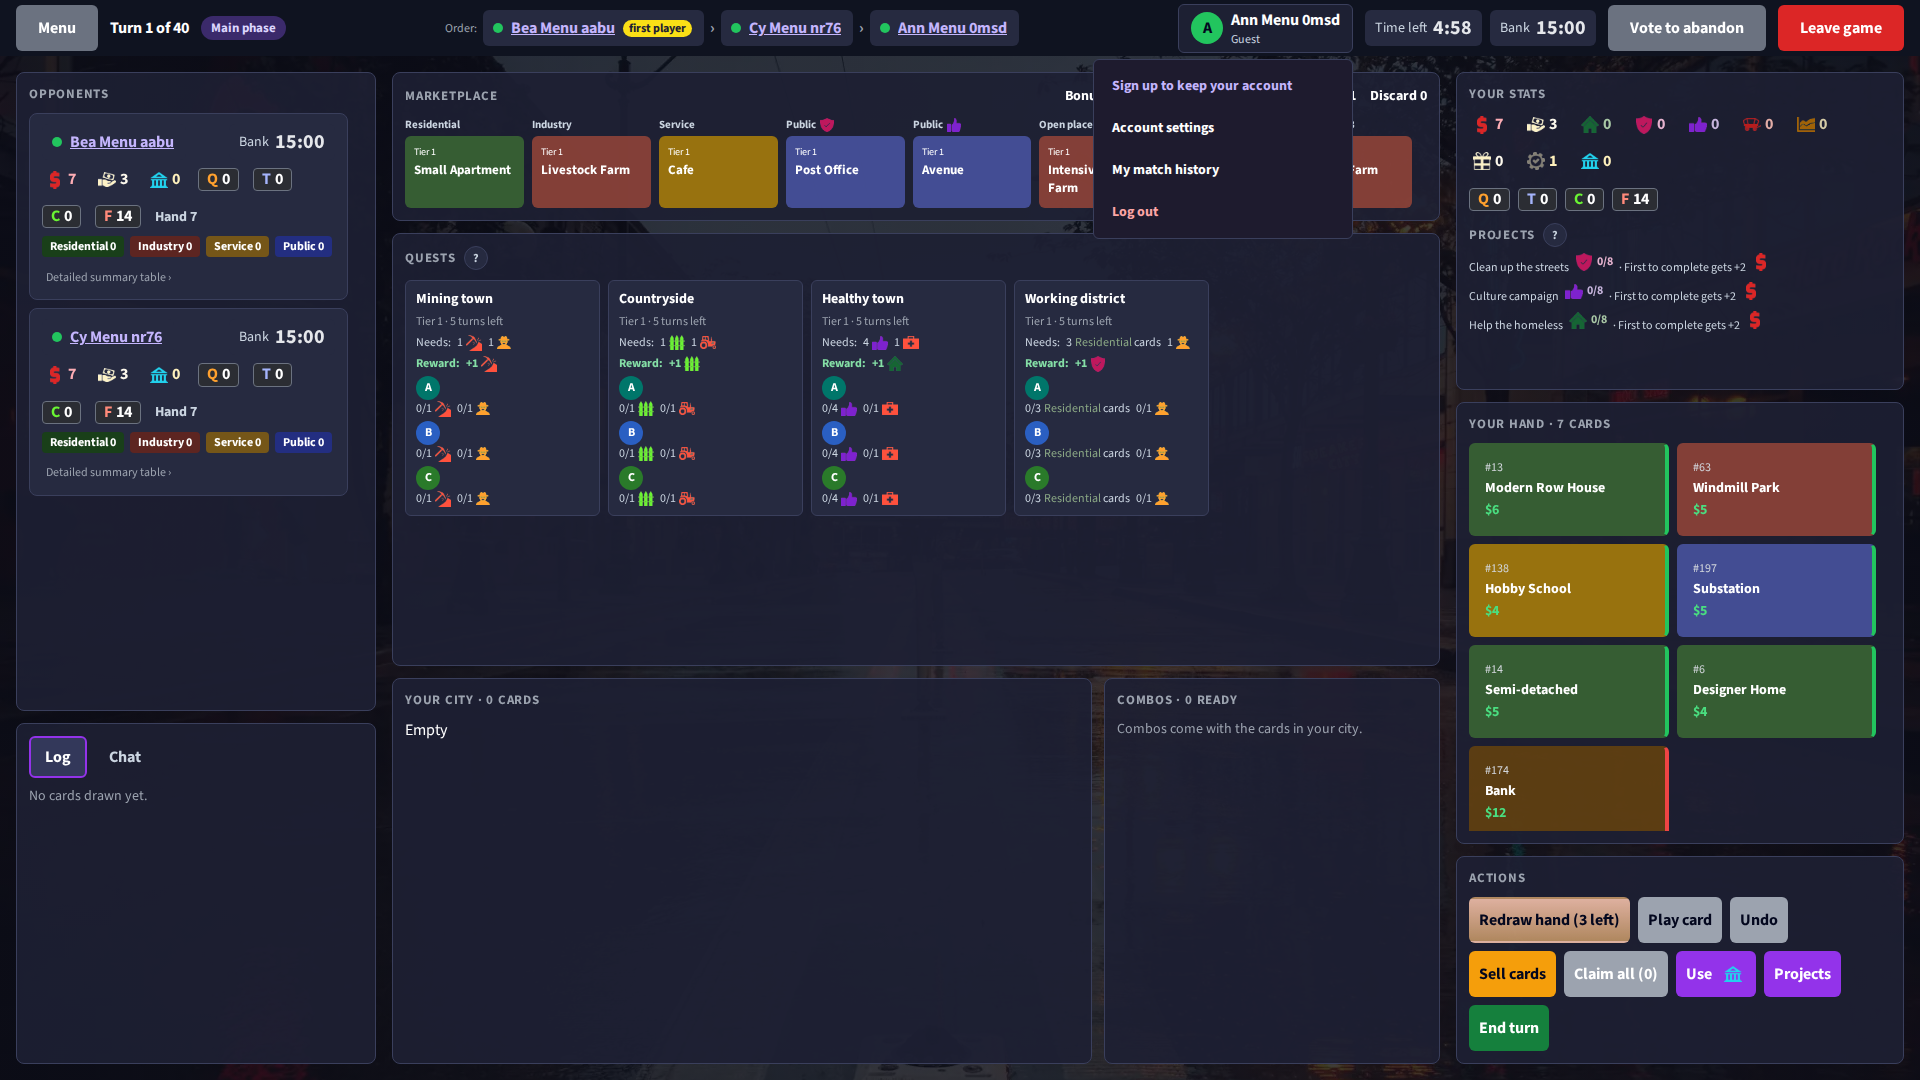 Menu
Turn 1 of 40
Main phase
Order:
Bea Menu aabu
first player
›
Cy Menu nr76
›
Ann Menu 0msd
A
Ann Menu 0msd
Guest
Time left 4:58
Bank 15:00
Vote to abandon
Leave game
OPPONENTS
Bea Menu aabu
Bank 15:00
7
3
0
Q 0
T 0
C 0
F 14
Hand 7
Residential 0
Industry 0
Service 0
Public 0
Detailed summary table ›
Cy Menu nr76
Bank 15:00
7
3
0
Q 0
T 0
C 0
F 14
Hand 7
Residential 0
Industry 0
Service 0
Public 0
Detailed summary table ›
Log
Chat
No cards drawn yet.
MARKETPLACE
Discard 0
Residential
Industry
Service
Public
Public
Open place
Tier 1
Small Apartment
Tier 1
Livestock Farm
Tier 1
Cafe
Tier 1
Post Office
Tier 1
Avenue
Tier 1
Farm
Sign up to keep your account
Account settings
My match history
Log out
QUESTS
?
Mining town
Tier 1 · 5 turns left
Needs: 1 1
Reward: +1
A
0/1 0/1
B
0/1 0/1
C
0/1 0/1
Countryside
Tier 1 · 5 turns left
Needs: 1 1
Reward: +1
A
0/1 0/1
B
0/1 0/1
C
0/1 0/1
Healthy town
Tier 1 · 5 turns left
Needs: 4 1
Reward: +1
A
0/4 0/1
B
0/4 0/1
C
0/4 0/1
Working district
Tier 1 · 5 turns left
Needs: 3 Residential cards 1
Reward: +1
A
0/3 Residential cards 0/1
B
0/3 Residential cards 0/1
C
0/3 Residential cards 0/1
YOUR CITY · 0 CARDS
Empty
COMBOS · 0 READY
Combos come with the cards in your city.
YOUR STATS
7
3
0
0
0
0
0
0
1
0
Q 0
T 0
C 0
F 14
PROJECTS
?
Clean up the streets 0/8 · First to complete gets +2
Culture campaign 0/8 · First to complete gets +2
Help the homeless 0/8 · First to complete gets +2
YOUR HAND · 7 CARDS
#13
Modern Row House
$6
#63
Windmill Park
$5
#138
Hobby School
$4
#197
Substation
$5
#14
Semi-detached
$5
#6
Designer Home
$4
#174
Bank
$12
ACTIONS
Redraw hand (3 left)
Play card
Undo
Sell cards
Claim all (0)
Use
Projects
End turn